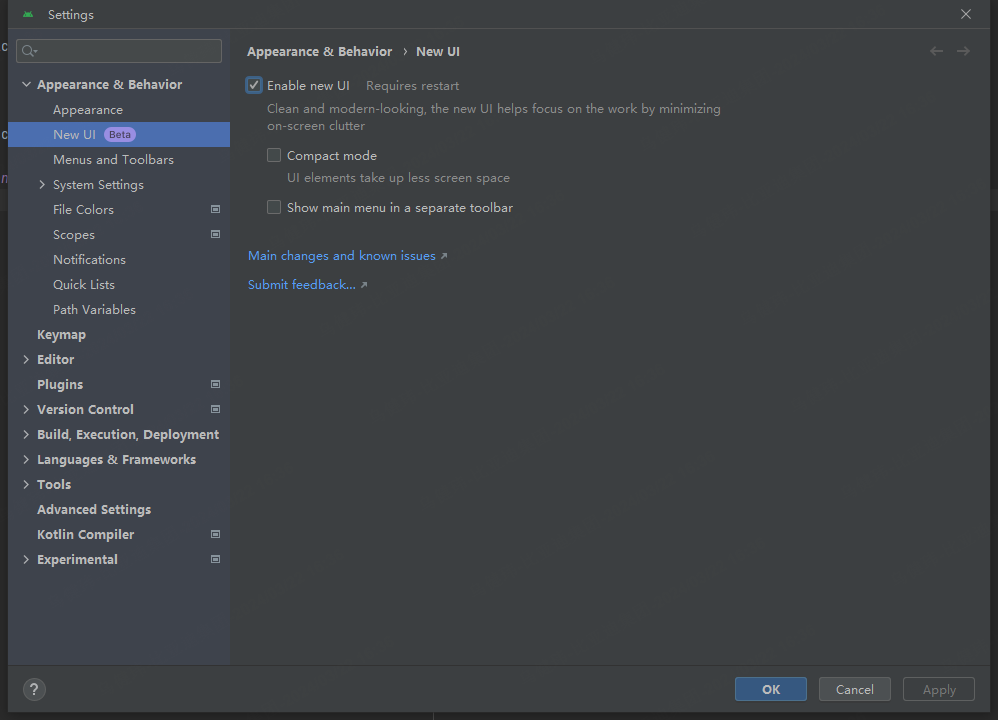 Settings
Appearance & Behavior
Appearance
New UI Beta
Menus and Toolbars
System Settings
File Colors
Scopes
Notifications
Quick Lists
Path Variables
Keymap
Editor
Plugins
Version Control
Build, Execution, Deployment
Languages & Frameworks
Tools
Advanced Settings
Kotlin Compiler
Experimental
Appearance & Behavior › New UI
Enable new UI Requires restart
Clean and modern-looking, the new UI helps focus on the work by minimizing
on-screen clutter
Compact mode
UI elements take up less screen space
Show main menu in a separate toolbar
Main changes and known issues ↗
Submit feedback... ↗
?
OK Cancel Apply